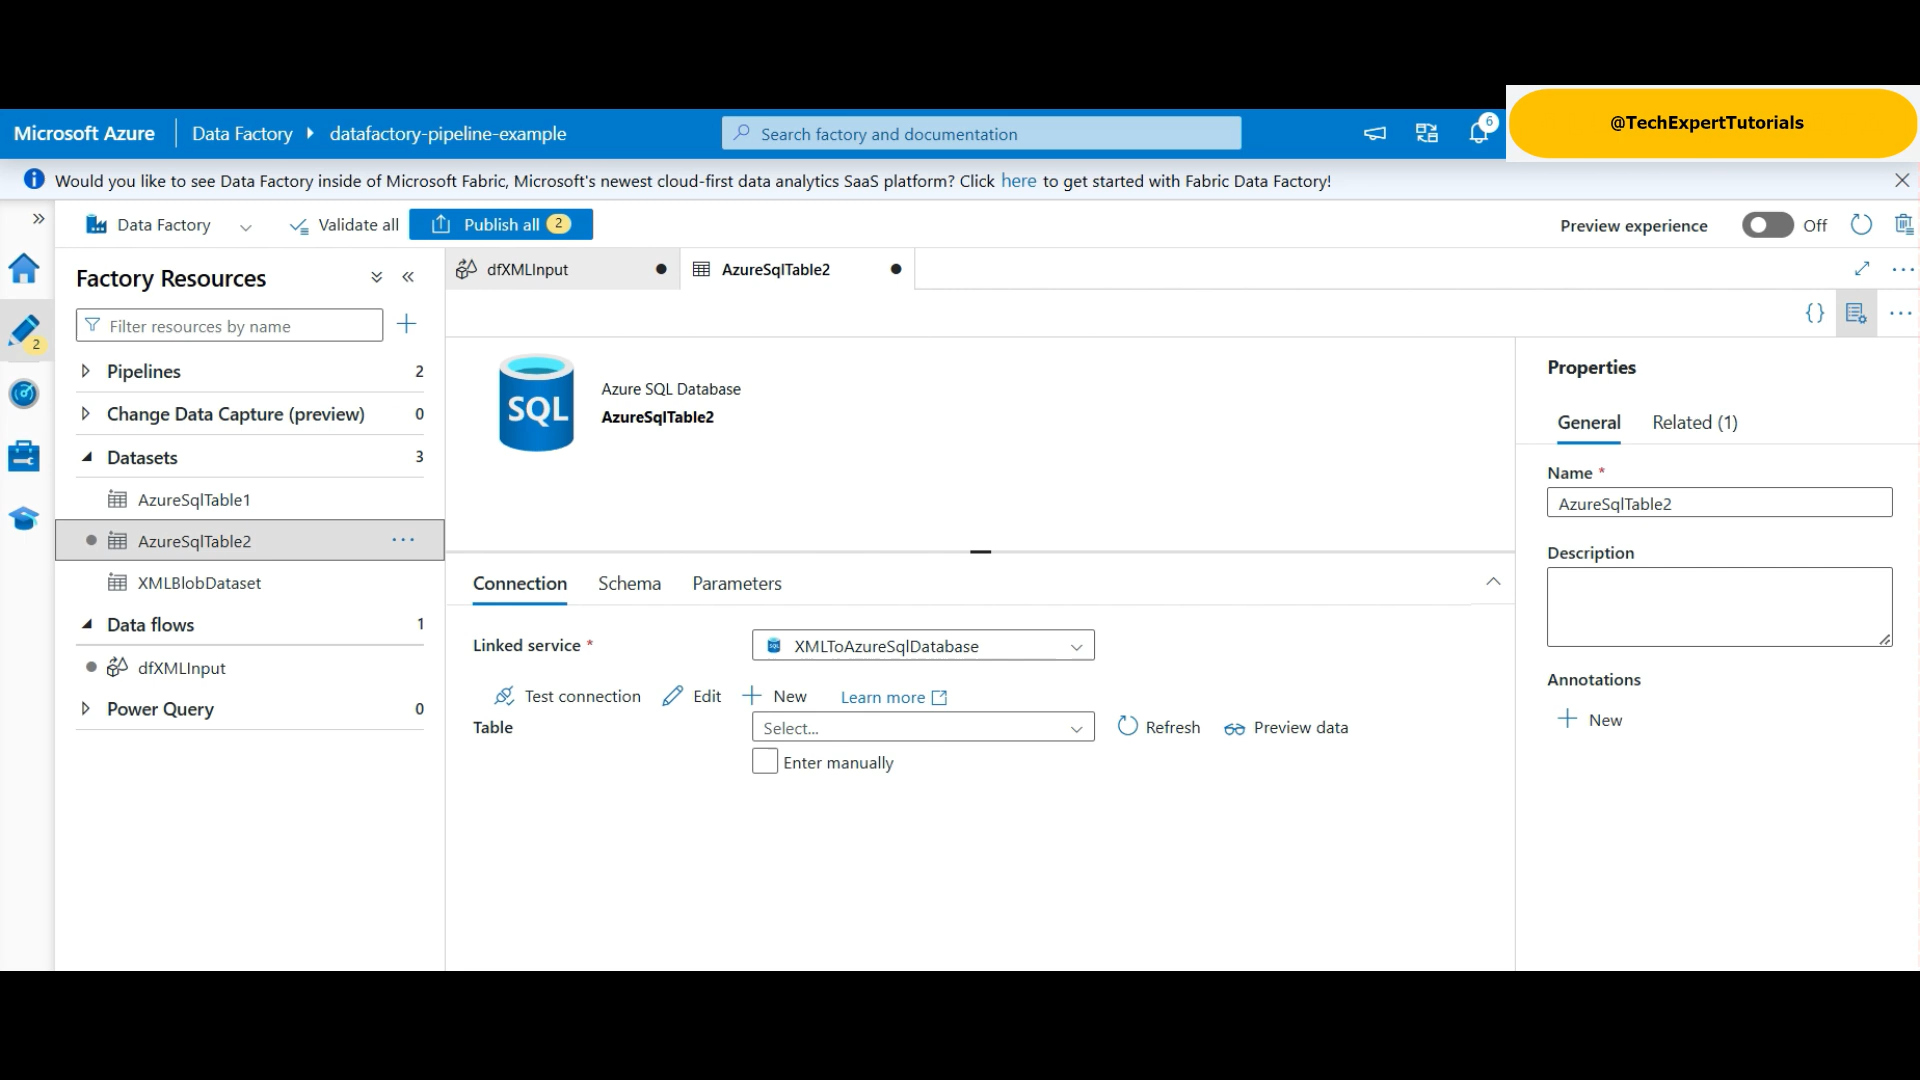 @TechExpertTutorials
Microsoft Azure Data Factory datafactory-pipeline-example Search factory and documentation 6
Would you like to see Data Factory inside of Microsoft Fabric, Microsoft's newest cloud-first data analytics SaaS platform? Click here to get started with Fabric Data Factory!
Data Factory Validate all Publish all 2 Preview experience Off
Factory Resources
dfXMLInput AzureSqlTable2
Filter resources by name
2
Pipelines 2
Change Data Capture (preview) 0
Datasets 3
AzureSqlTable1
AzureSqlTable2
XMLBlobDataset
Data flows 1
dfXMLInput
Power Query 0
SQL
Azure SQL Database
AzureSqlTable2
Connection Schema Parameters
Linked service * SQL XMLToAzureSqlDatabase
Test connection Edit New Learn more
Table Select... Refresh Preview data
Enter manually
Properties
General Related (1)
Name *
AzureSqlTable2
Description
Annotations
New